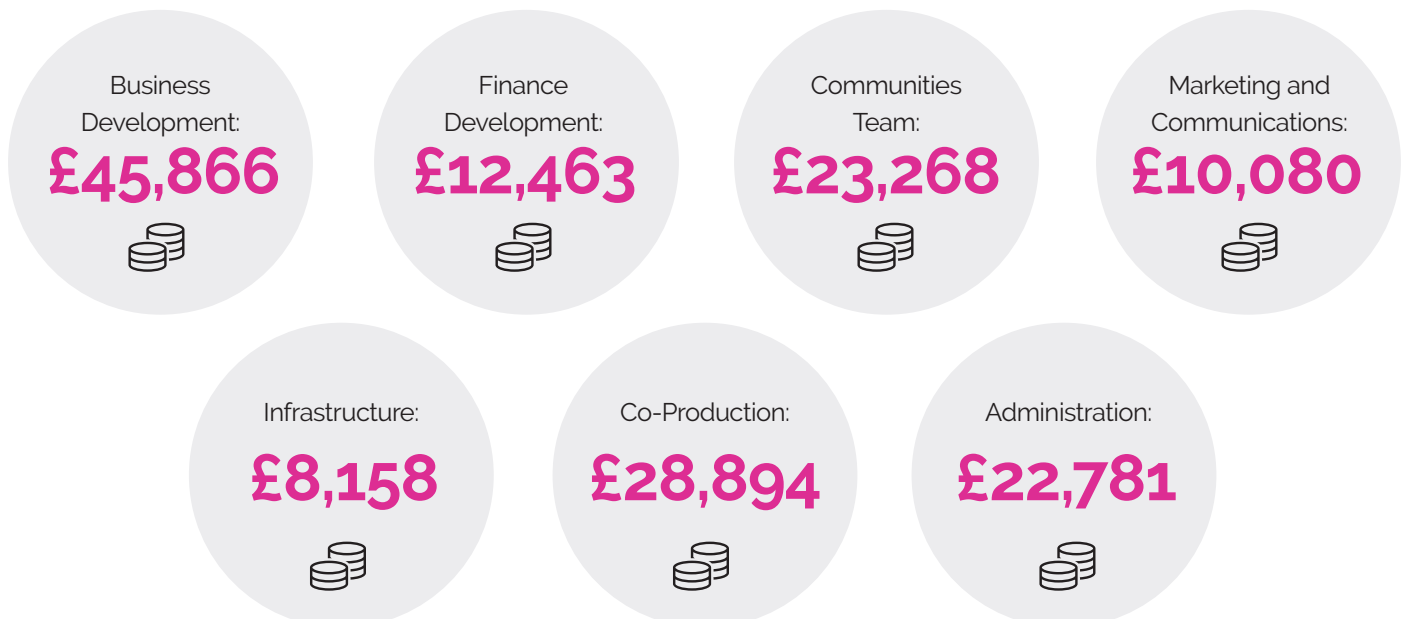 Business
Development:
£45,866
Finance
Development:
£12,463
Communities
Team:
£23,268
Marketing and
Communications:
£10,080
Infrastructure:
£8,158
Co-Production:
£28,894
Administration:
£22,781